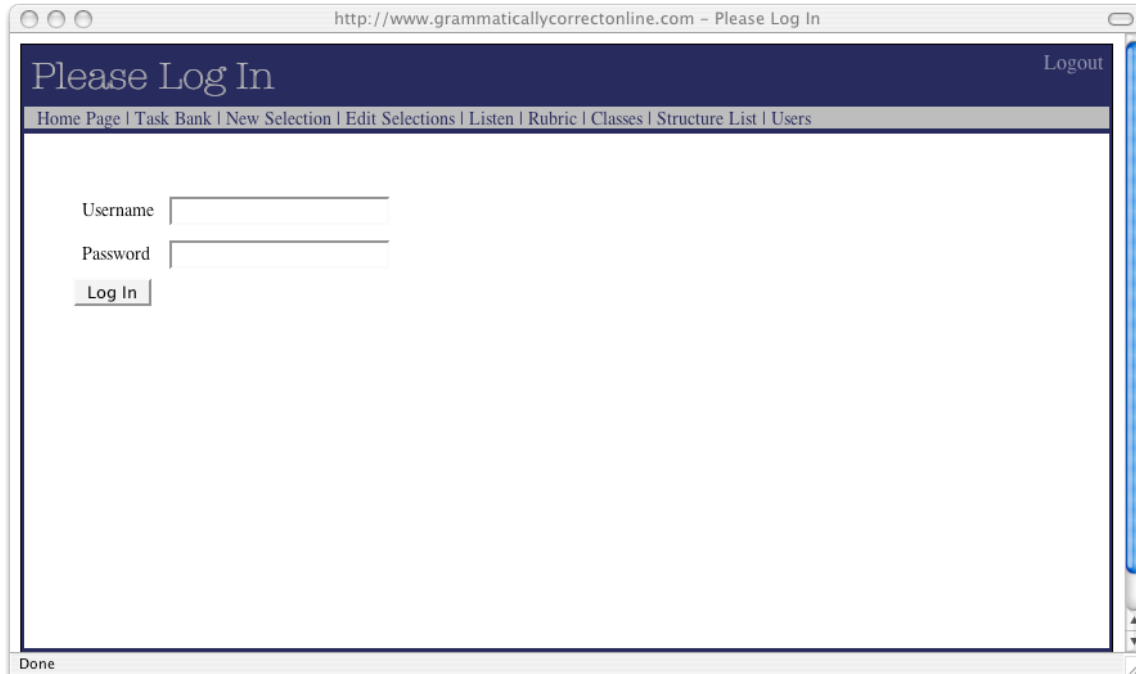 http://www.grammaticallycorrectonline.com – Please Log In
Logout
Please Log In
Home Page | Task Bank | New Selection | Edit Selections | Listen | Rubric | Classes | Structure List | Users
Username
Password
Log In
Done